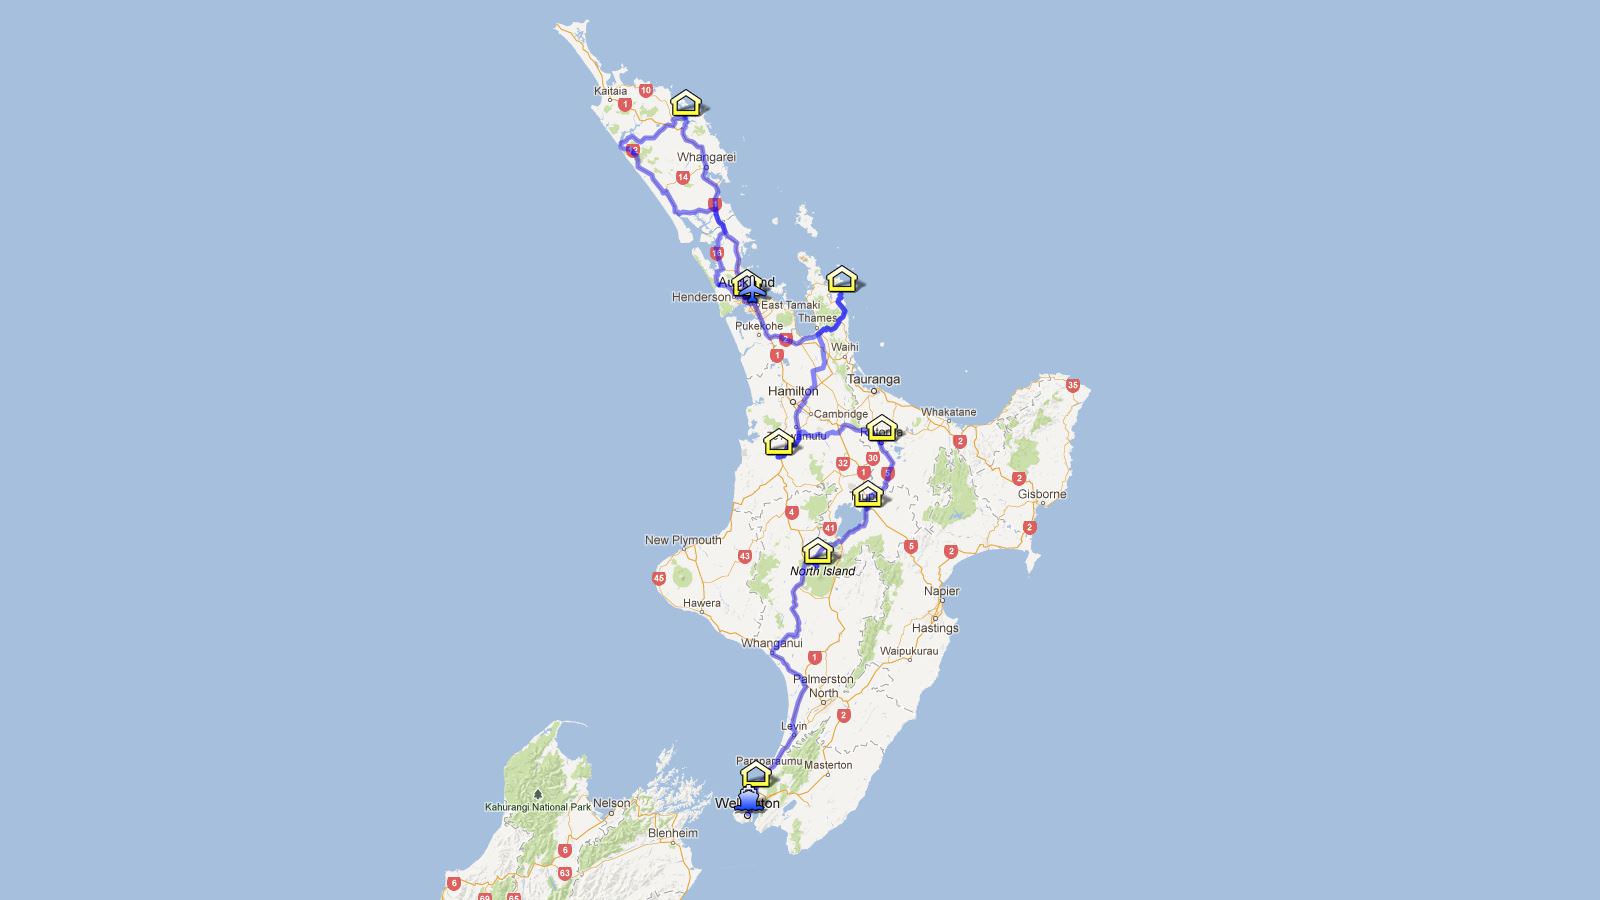 Kaitaia
10
1
12
Whangarei
14
1
16
Auckland
Henderson
East Tamaki
Thames
Pukekohe
2
1
Waihi
Tauranga
Hamilton
Cambridge
Whakatane
35
2
32
30
1
5
2
Gisborne
4
41
2
New Plymouth
43
5
2
45
North Island
Napier
Hawera
Hastings
Whanganui
Waipukurau
1
Palmerston
North
2
Levin
Paraparaumu
Masterton
Kahurangi National Park
Nelson
Blenheim
6
63
6
65